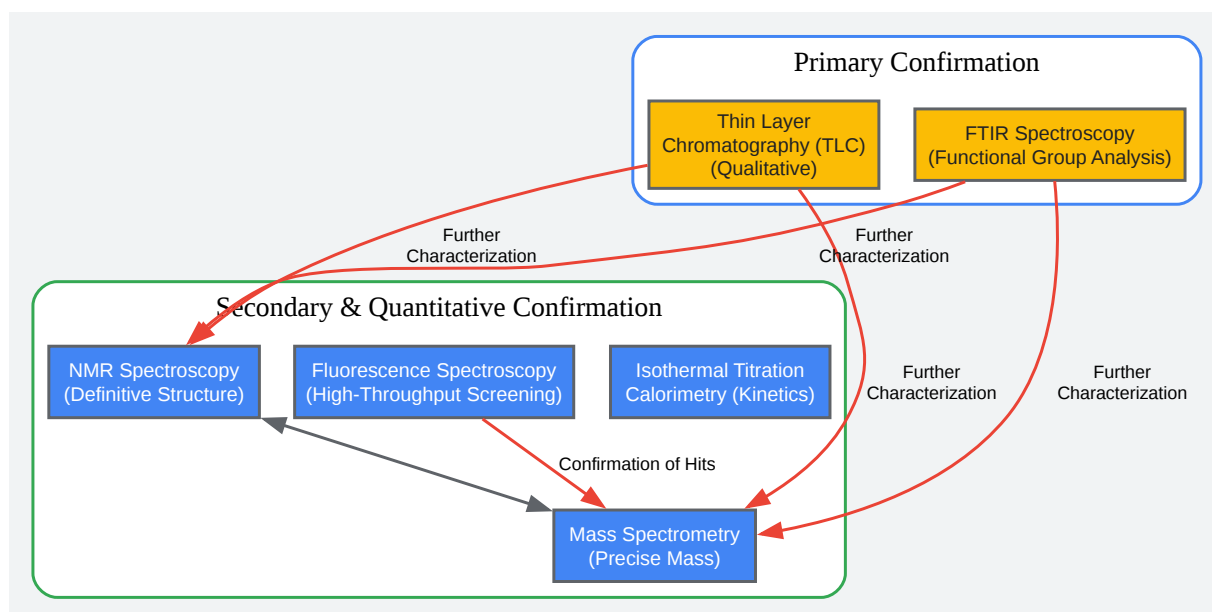 Primary Confirmation
Thin Layer
Chromatography (TLC)
(Qualitative)
FTIR Spectroscopy
(Functional Group Analysis)
Further
Characterization
Further
Characterization
Secondary & Quantitative Confirmation
NMR Spectroscopy
(Definitive Structure)
Fluorescence Spectroscopy
(High-Throughput Screening)
Isothermal Titration
Calorimetry (Kinetics)
Further
Characterization
Further
Characterization
Confirmation of Hits
Mass Spectrometry
(Precise Mass)